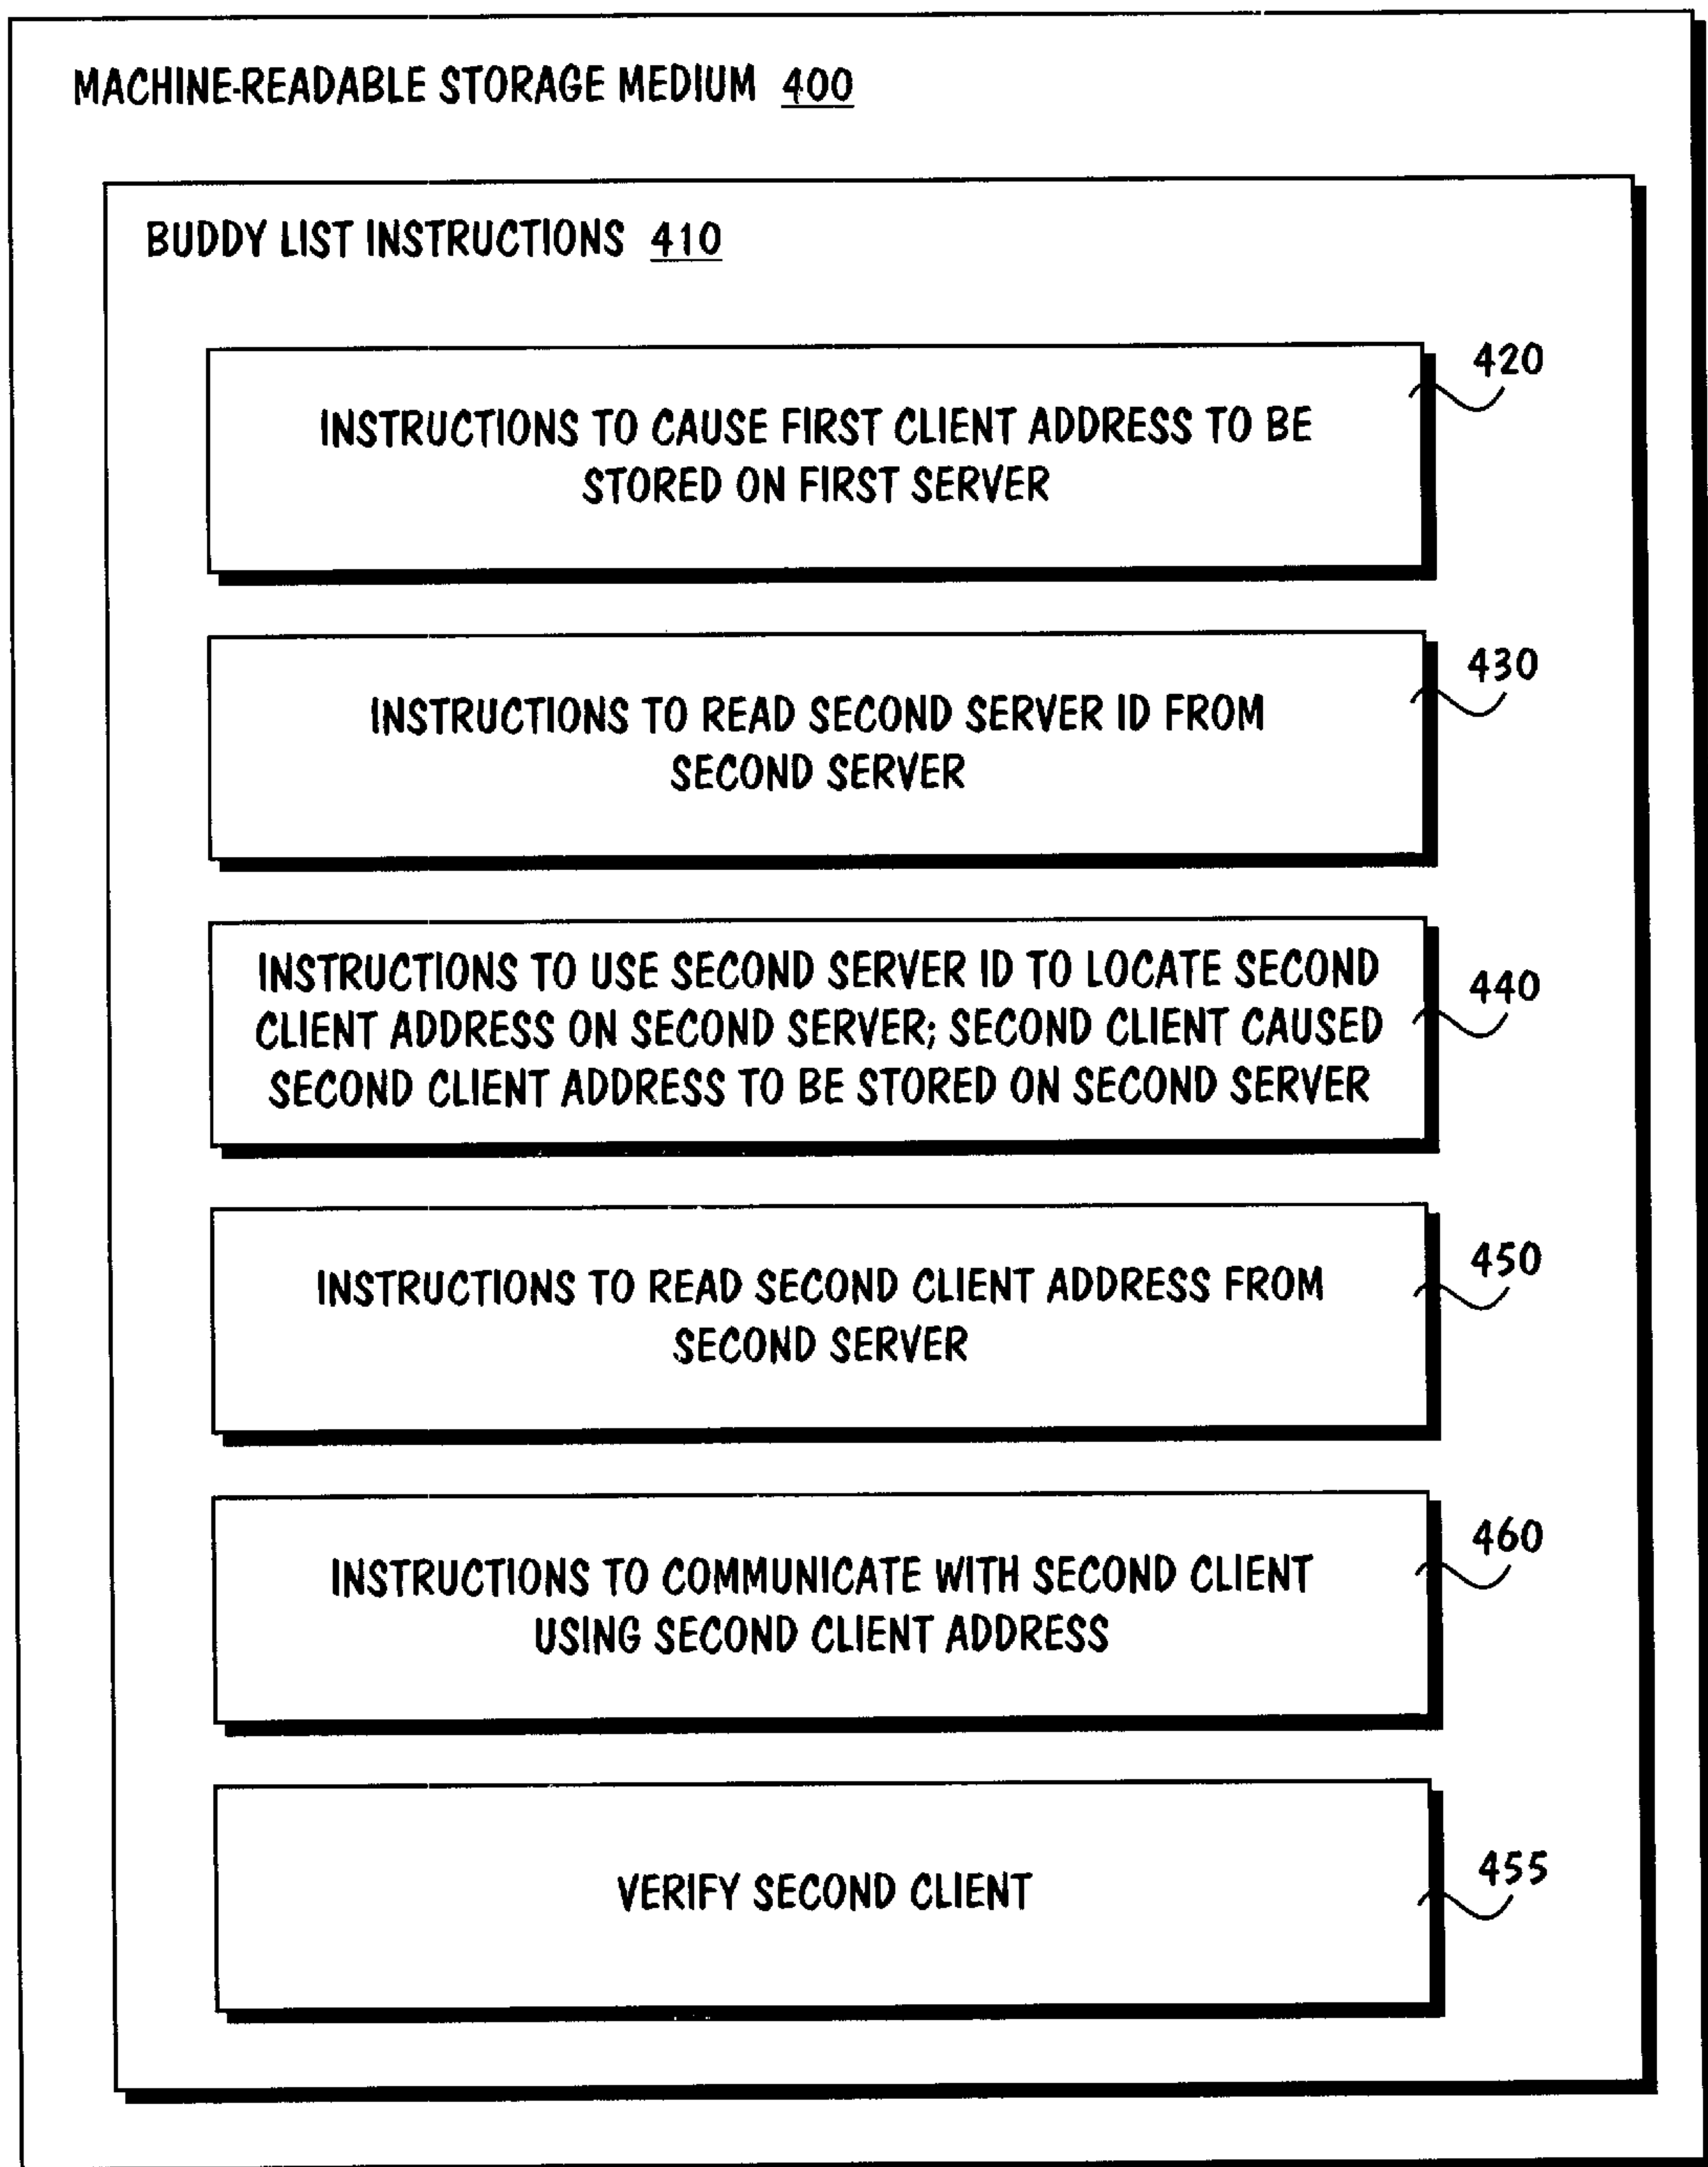 MACHINE-READABLE STORAGE MEDIUM 400
BUDDY LIST INSTRUCTIONS 410
420
INSTRUCTIONS TO CAUSE FIRST CLIENT ADDRESS TO BE
STORED ON FIRST SERVER
430
INSTRUCTIONS TO READ SECOND SERVER ID FROM
SECOND SERVER
440
INSTRUCTIONS TO USE SECOND SERVER ID TO LOCATE SECOND
CLIENT ADDRESS ON SECOND SERVER; SECOND CLIENT CAUSED
SECOND CLIENT ADDRESS TO BE STORED ON SECOND SERVER
450
INSTRUCTIONS TO READ SECOND CLIENT ADDRESS FROM
SECOND SERVER
460
INSTRUCTIONS TO COMMUNICATE WITH SECOND CLIENT
USING SECOND CLIENT ADDRESS
455
VERIFY SECOND CLIENT